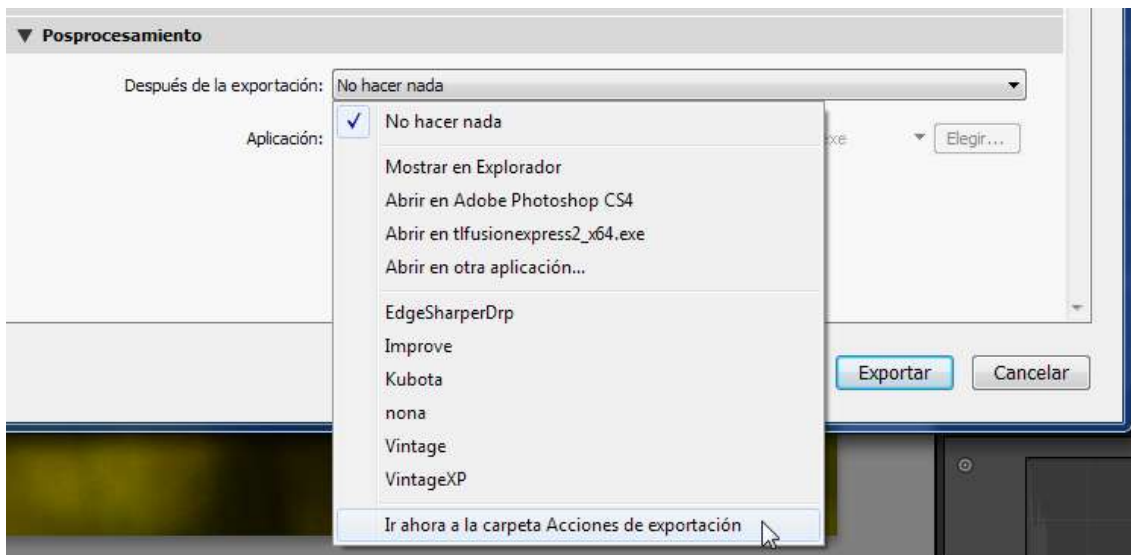 Posprocesamiento
Después de la exportación: No hacer nada
No hacer nada
Aplicación: xe Elegir...
Mostrar en Explorador
Abrir en Adobe Photoshop CS4
Abrir en tlfusionexpress2_x64.exe
Abrir en otra aplicación...
EdgeSharperDrp
Improve
Kubota
nona
Vintage
VintageXP
Ir ahora a la carpeta Acciones de exportación
Exportar Cancelar